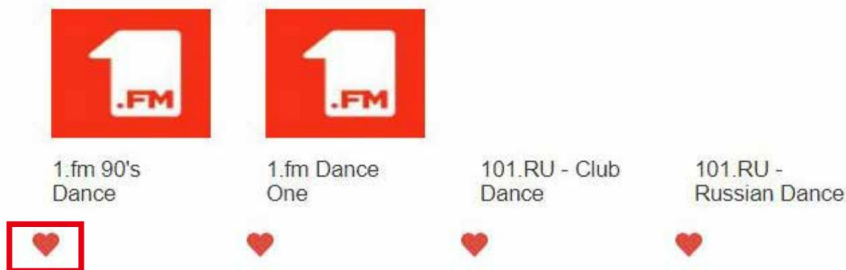 .FM
.FM
1.fm 90's
Dance
1.fm Dance
One
101.RU - Club
Dance
101.RU -
Russian Dance